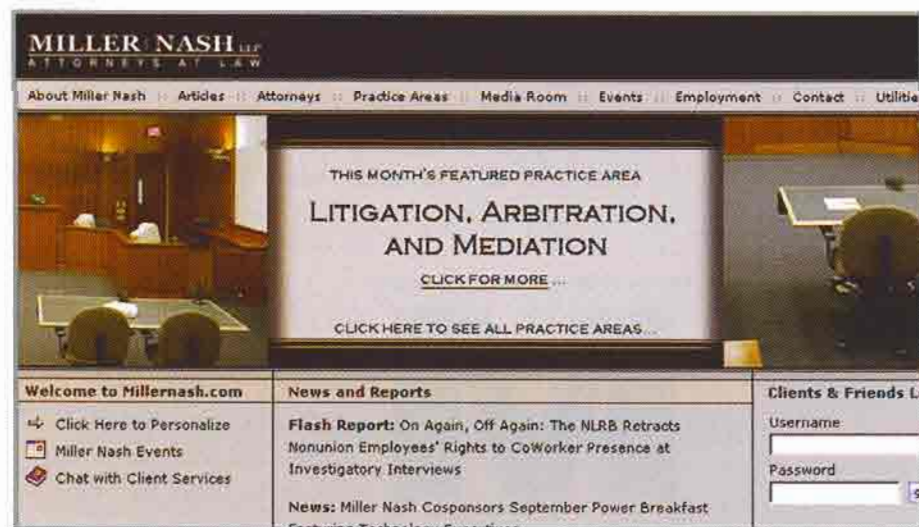 MILLER NASH LLP
ATTORNEYS AT LAW
About Miller Nash :: Articles :: Attorneys :: Practice Areas :: Media Room :: Events :: Employment :: Contact :: Utilitie
THIS MONTH'S FEATURED PRACTICE AREA
LITIGATION, ARBITRATION,
AND MEDIATION
CLICK FOR MORE ...
CLICK HERE TO SEE ALL PRACTICE AREAS...
Welcome to Millernash.com
Click Here to Personalize
Miller Nash Events
Chat with Client Services
News and Reports
Flash Report: On Again, Off Again: The NLRB Retracts
Nonunion Employees' Rights to CoWorker Presence at
Investigatory Interviews
News: Miller Nash Cosponsors September Power Breakfast
Clients & Friends L
Username
Password